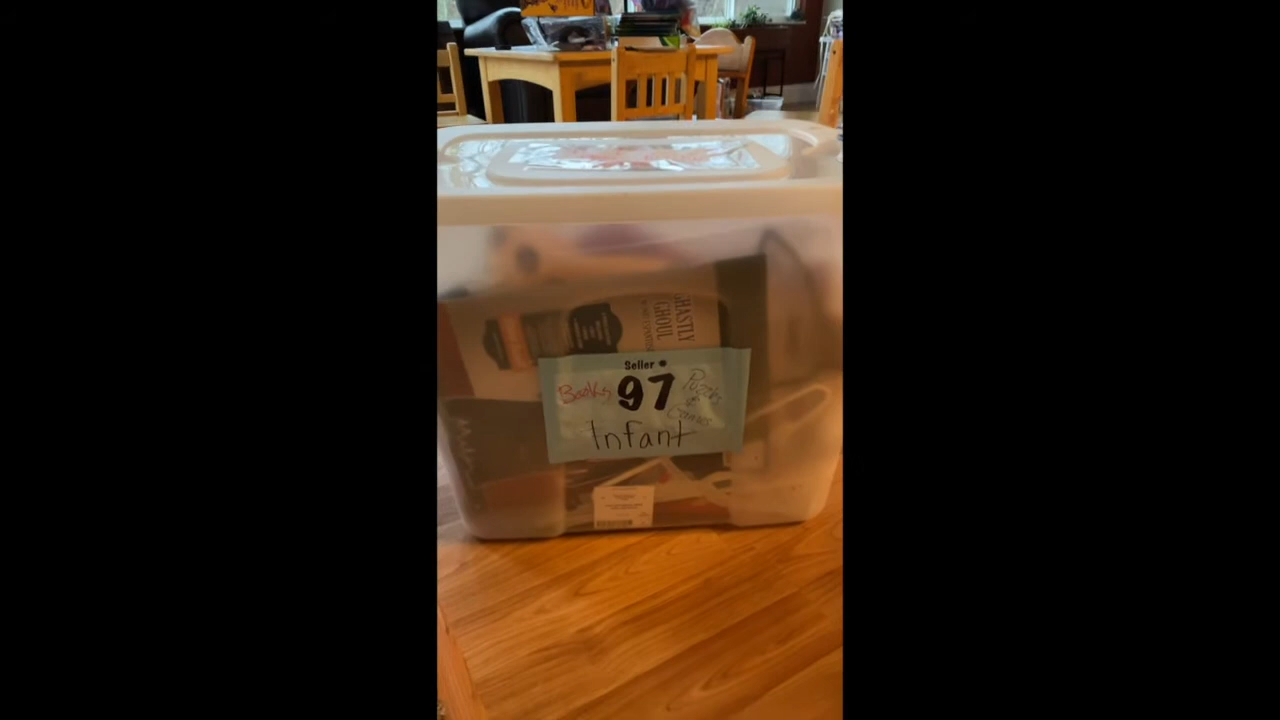 GHASTLY
GHOUL
Seller #
Books 97 Puzzles
& Games
Infant